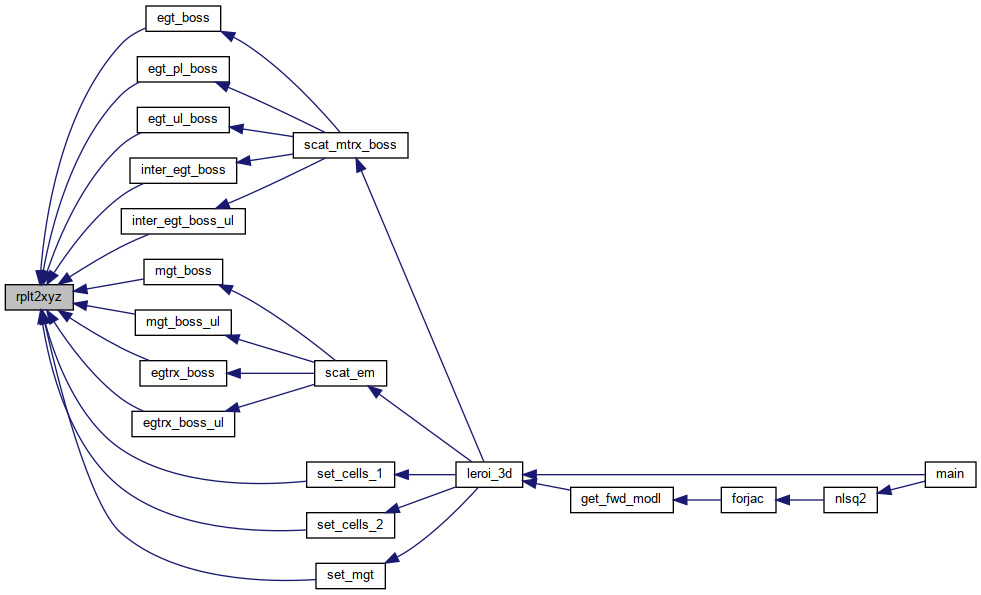 egt_boss
egt_pl_boss
egt_ul_boss
scat_mtrx_boss
inter_egt_boss
inter_egt_boss_ul
mgt_boss
rplt2xyz
mgt_boss_ul
egtrx_boss
scat_em
egtrx_boss_ul
set_cells_1
leroi_3d
main
get_fwd_modl
forjac
nlsq2
set_cells_2
set_mgt